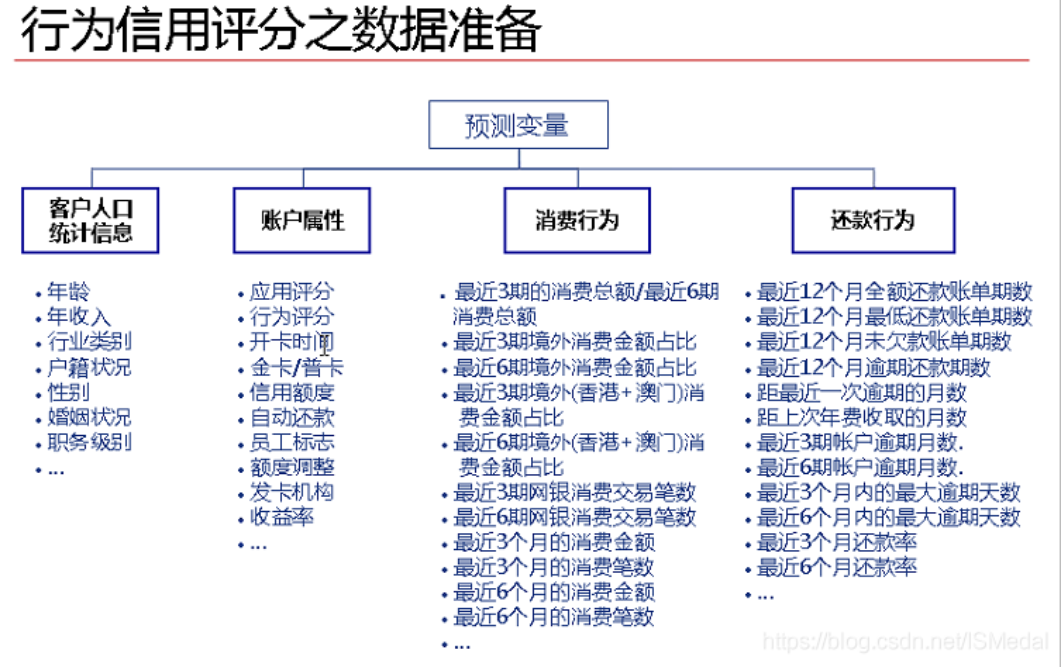 行为信用评分之数据准备
预测变量
客户人口
统计信息
账户属性
消费行为
还款行为
• 年龄
• 年收入
• 行业类别
• 户籍状况
• 性别
• 婚姻状况
• 职务级别
• ...
• 应用评分
• 行为评分
• 开卡时间
• 金卡/普卡
• 信用额度
• 自动还款
• 员工标志
• 额度调整
• 发卡机构
• 收益率
• ...
• 最近3期的消费总额/最近6期
消费总额
• 最近3期境外消费金额占比
• 最近6期境外消费金额占比
• 最近3期境外(香港+澳门)消
费金额占比
• 最近6期境外(香港+澳门)消
费金额占比
• 最近3期网银消费交易笔数
• 最近6期网银消费交易笔数
• 最近3个月的消费金额
• 最近3个月的消费笔数
• 最近6个月的消费金额
• 最近6个月的消费笔数
• ...
• 最近12个月全额还款账单期数
• 最近12个月最低还款账单期数
• 最近12个月未欠款账单期数
• 最近12个月逾期还款期数
• 距最近一次逾期的月数
• 距上次年费收取的月数
• 最近3期帐户逾期月数.
• 最近6期帐户逾期月数.
• 最近3个月内的最大逾期天数
• 最近6个月内的最大逾期天数
• 最近3个月还款率
• 最近6个月还款率
• ...
https://blog.csdn.net/ISMedal